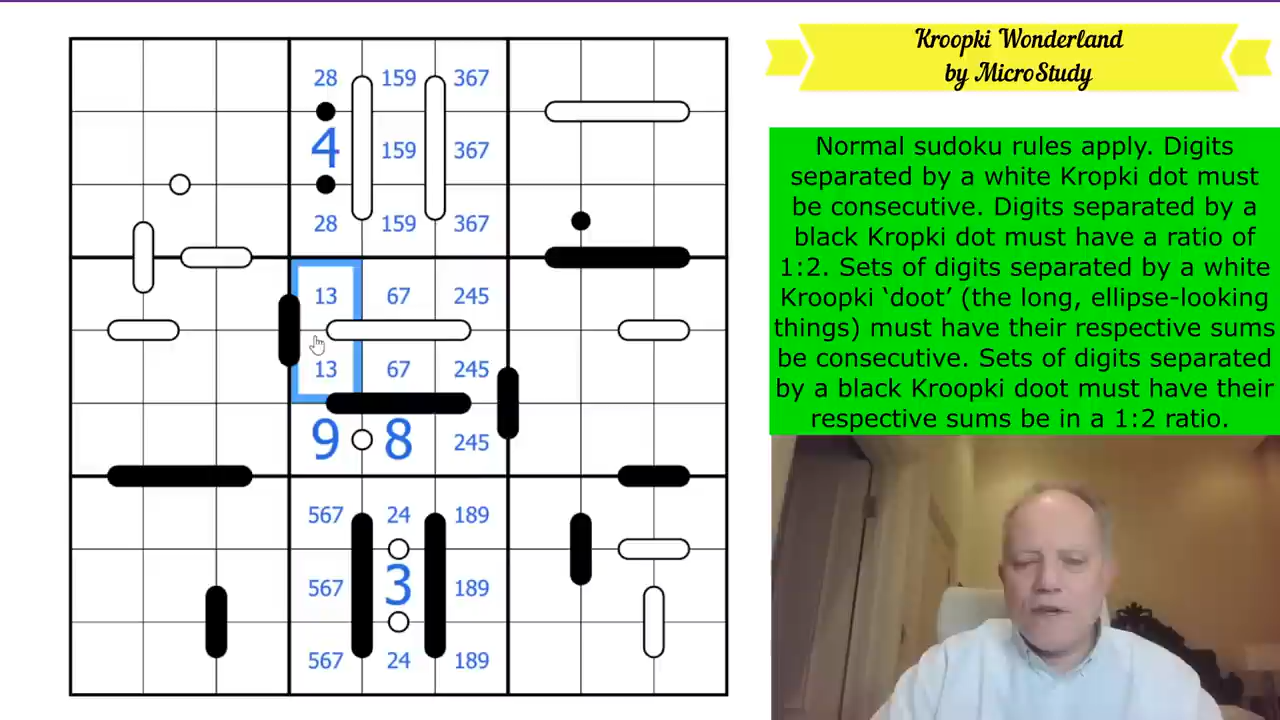 Kroopki Wonderland
by MicroStudy
Normal sudoku rules apply. Digits
separated by a white Kropki dot must
be consecutive. Digits separated by a
black Kropki dot must have a ratio of
1:2. Sets of digits separated by a white
Kroopki ‘doot’ (the long, ellipse-looking
things) must have their respective sums
be consecutive. Sets of digits separated
by a black Kroopki doot must have their
respective sums be in a 1:2 ratio.
28 159 367
4 159 367
28 159 367
13 67 245
13 67 245
9 8 245
567 24 189
567 3 189
567 24 189